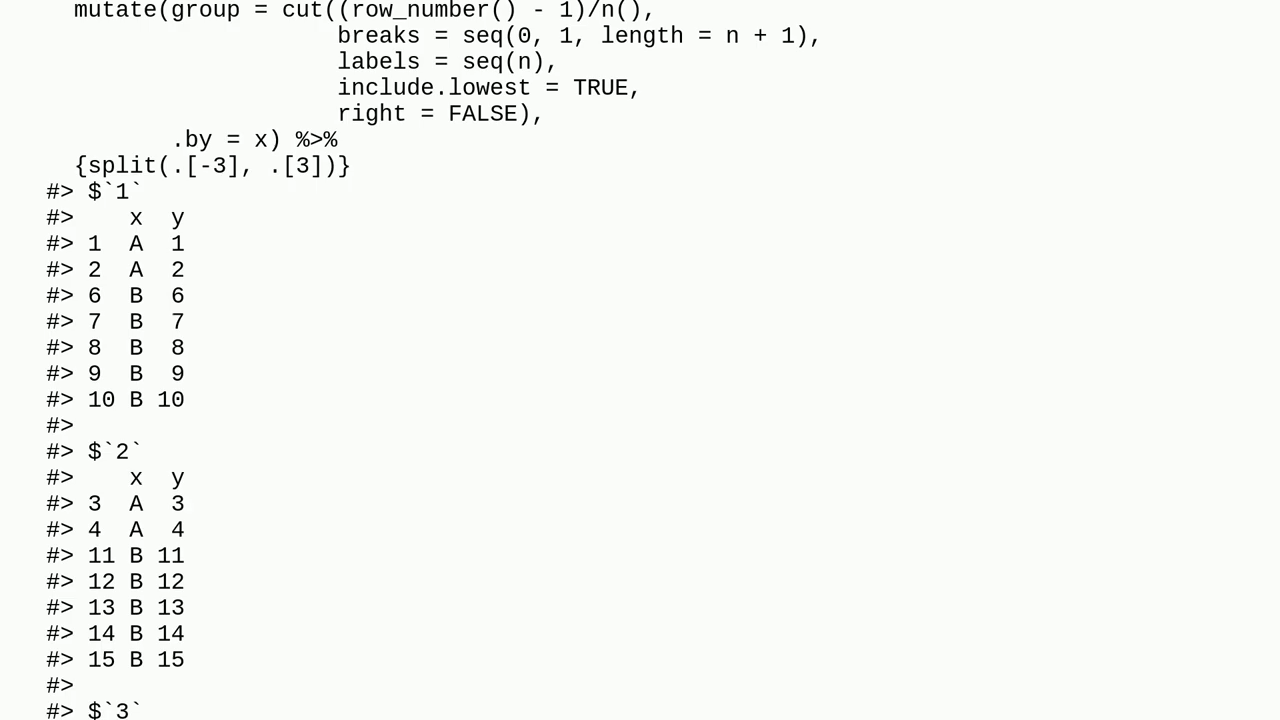 mutate(group = cut((row_number() - 1)/n(),
breaks = seq(0, 1, length = n + 1),
labels = seq(n),
include.lowest = TRUE,
right = FALSE),
.by = x) %>%
{split(.[-3], .[3])}
#> $`1`
#>    x  y
#> 1  A  1
#> 2  A  2
#> 6  B  6
#> 7  B  7
#> 8  B  8
#> 9  B  9
#> 10 B 10
#>
#> $`2`
#>    x  y
#> 3  A  3
#> 4  A  4
#> 11 B 11
#> 12 B 12
#> 13 B 13
#> 14 B 14
#> 15 B 15
#>
#> $`3`